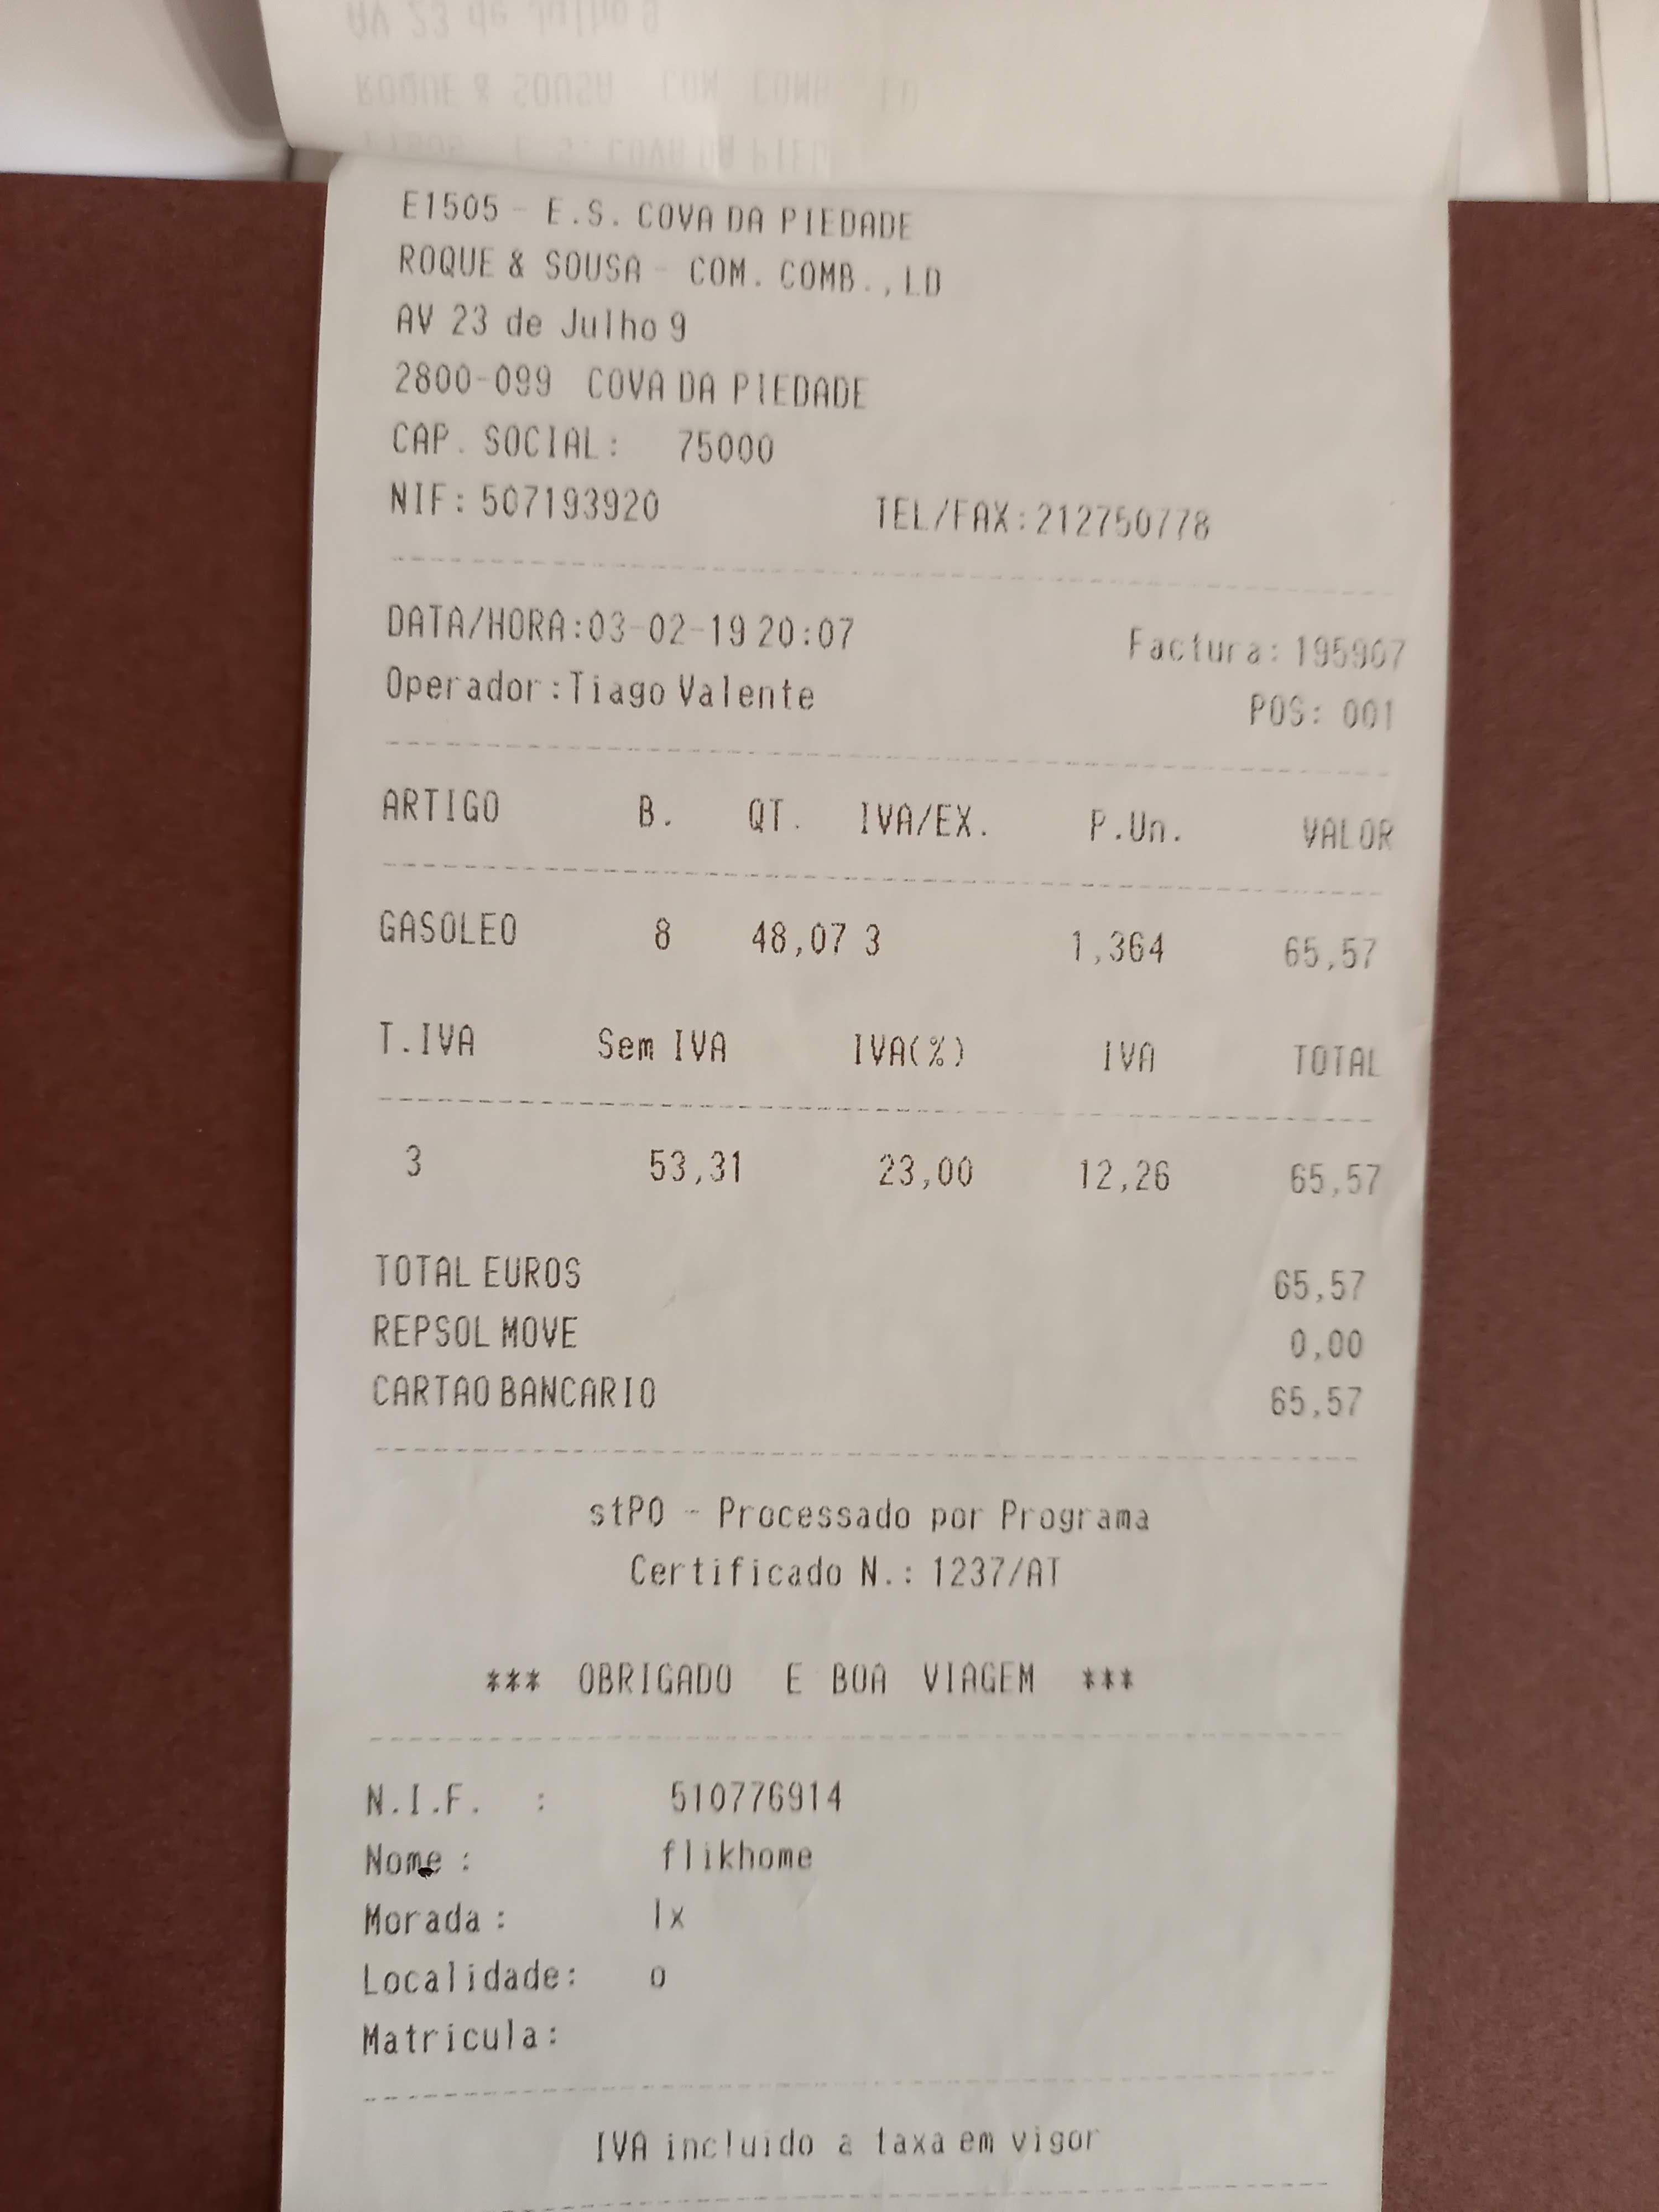 E1505 - E.S. COVA DA PIEDADE
ROQUE & SOUSA - COM. COMB., LD
AV 23 de Julho 9
2800-099 COVA DA PIEDADE
CAP. SOCIAL: 75000
NIF: 507193920 TEL/FAX:212750778
DATA/HORA:03-02-19 20:07 Factura: 195907
Operador:Tiago Valente POS: 001
ARTIGO B. QT. IVA/EX. P.Un. VALOR
GASOLEO 8 48,07 3 1,364 65,57
T.IVA Sem IVA IVA(%) IVA TOTAL
3 53,31 23,00 12,26 65,57
TOTAL EUROS 65,57
REPSOL MOVE 0,00
CARTAO BANCARIO 65,57
stPO - Processado por Programa
Certificado N.: 1237/AT
*** OBRIGADO E BOA VIAGEM ***
N.I.F. : 510776914
Nome : flikhome
Morada : lx
Localidade: o
Matricula:
IVA incluido a taxa em vigor